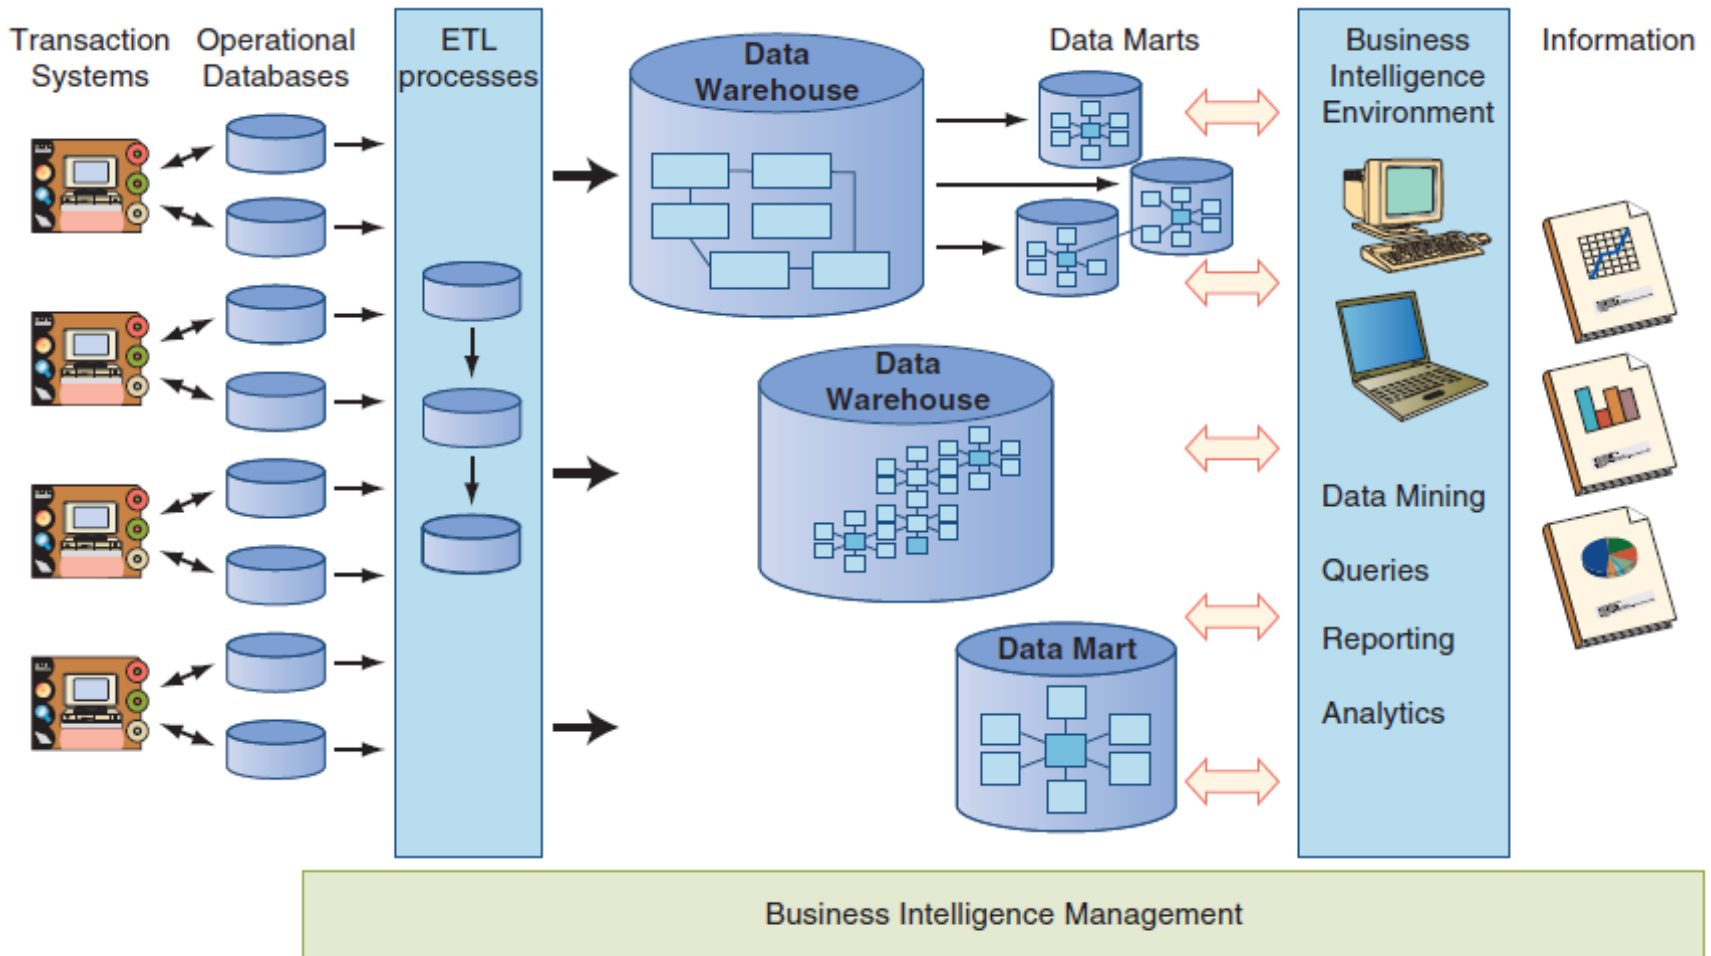 Transaction
Systems
Operational
Databases
ETL
processes
Data
Warehouse
Data Marts
Business
Intelligence
Environment
Information
Data
Warehouse
Data Mining
Queries
Reporting
Analytics
Data Mart
Business Intelligence Management